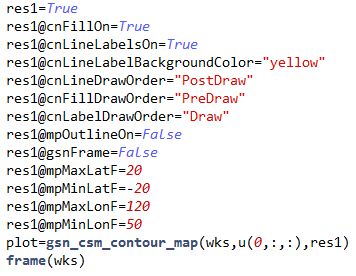 res1=True
res1@cnFillOn=True
res1@cnLineLabelsOn=True
res1@cnLineLabelBackgroundColor="yellow"
res1@cnLineDrawOrder="PostDraw"
res1@cnFillDrawOrder="PreDraw"
res1@cnLabelDrawOrder="Draw"
res1@mpOutlineOn=False
res1@gsnFrame=False
res1@mpMaxLatF=20
res1@mpMinLatF=-20
res1@mpMaxLonF=120
res1@mpMinLonF=50
plot=gsn_csm_contour_map(wks,u(0,:,:),res1)
frame(wks)